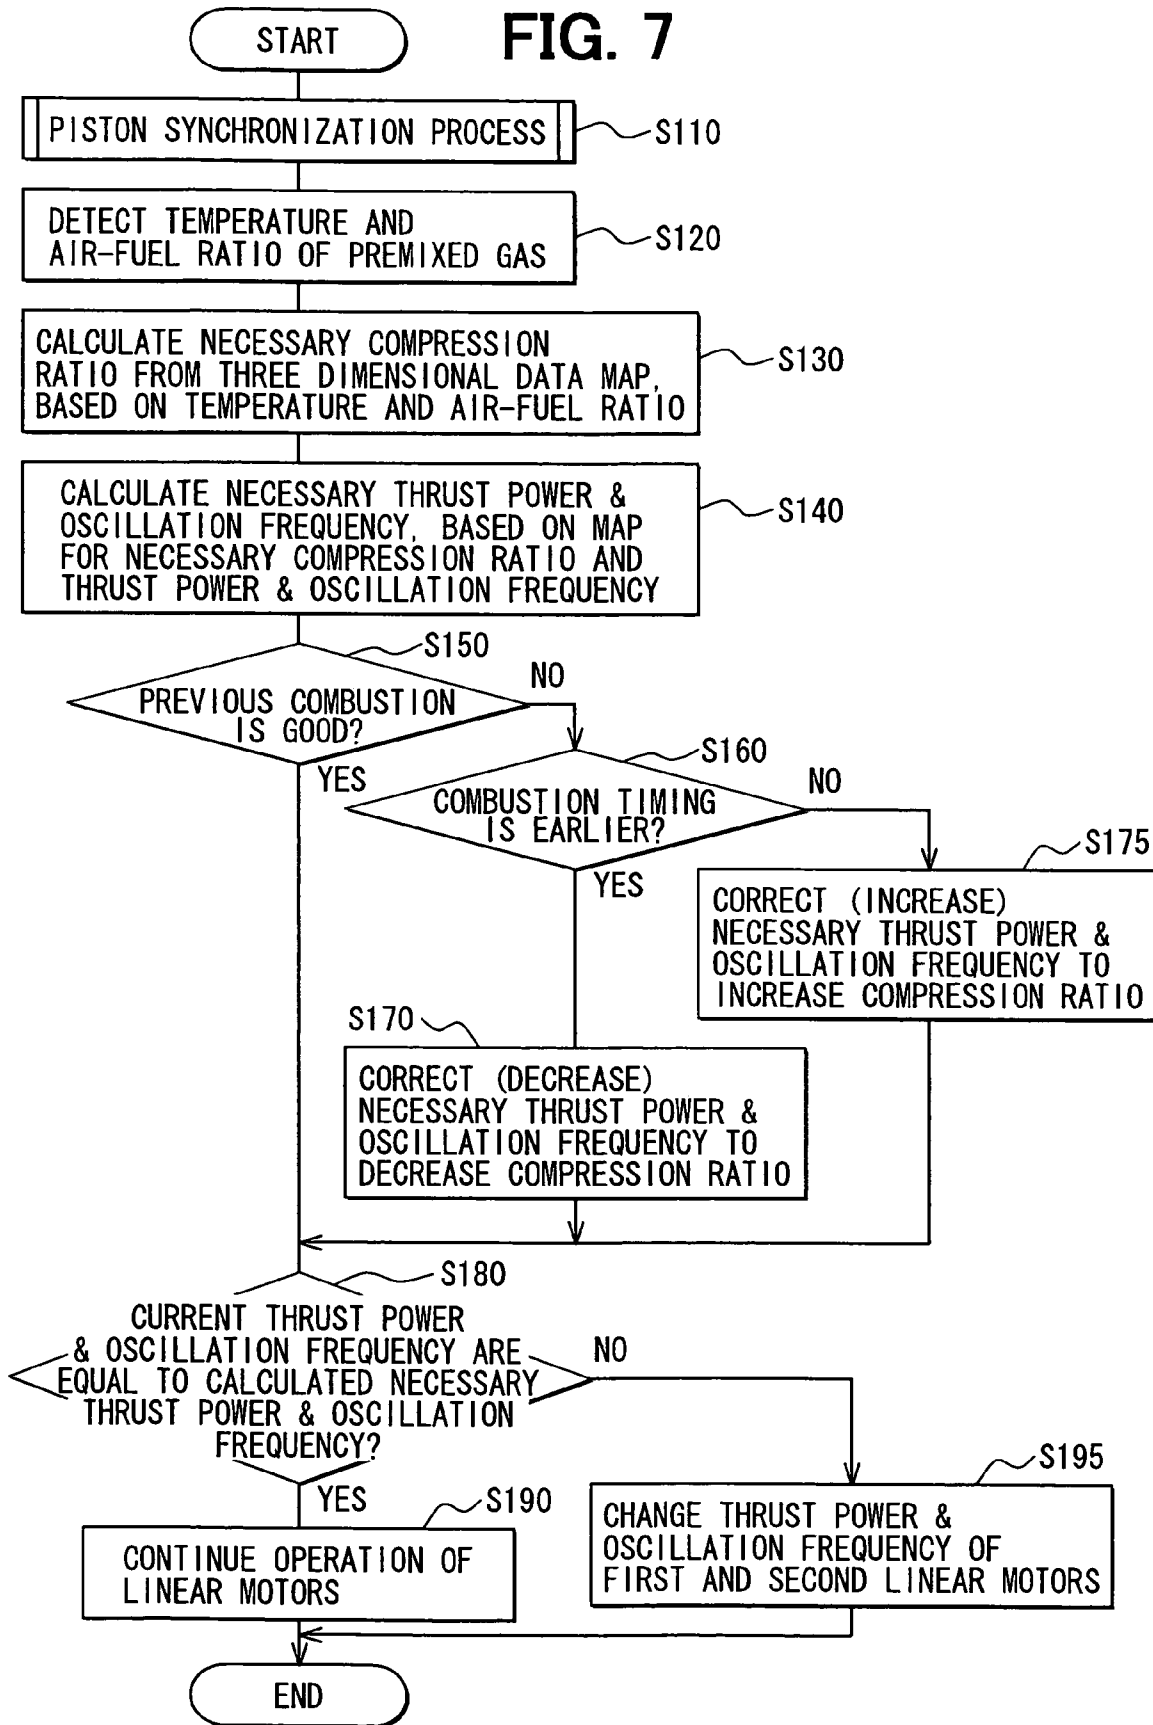 FIG. 7
START
PISTON SYNCHRONIZATION PROCESS
S110
DETECT TEMPERATURE AND
AIR-FUEL RATIO OF PREMIXED GAS
S120
CALCULATE NECESSARY COMPRESSION
RATIO FROM THREE DIMENSIONAL DATA MAP,
BASED ON TEMPERATURE AND AIR-FUEL RATIO
S130
CALCULATE NECESSARY THRUST POWER &
OSCILLATION FREQUENCY, BASED ON MAP
FOR NECESSARY COMPRESSION RATIO AND
THRUST POWER & OSCILLATION FREQUENCY
S140
S150
PREVIOUS COMBUSTION
IS GOOD?
NO
YES
S160
COMBUSTION TIMING
IS EARLIER?
NO
YES
S175
CORRECT (INCREASE)
NECESSARY THRUST POWER &
OSCILLATION FREQUENCY TO
INCREASE COMPRESSION RATIO
S170
CORRECT (DECREASE)
NECESSARY THRUST POWER &
OSCILLATION FREQUENCY TO
DECREASE COMPRESSION RATIO
S180
CURRENT THRUST POWER
& OSCILLATION FREQUENCY ARE
EQUAL TO CALCULATED NECESSARY
THRUST POWER & OSCILLATION
FREQUENCY?
NO
YES
S190
CONTINUE OPERATION OF
LINEAR MOTORS
S195
CHANGE THRUST POWER &
OSCILLATION FREQUENCY OF
FIRST AND SECOND LINEAR MOTORS
END